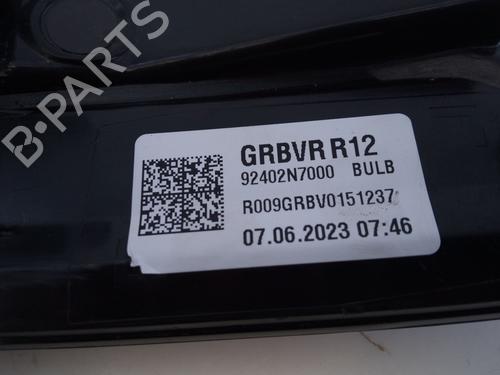 B-PARTS
GRBVR R12
92402N7000 BULB
R009GRBV0151237
07.06.2023 07:46